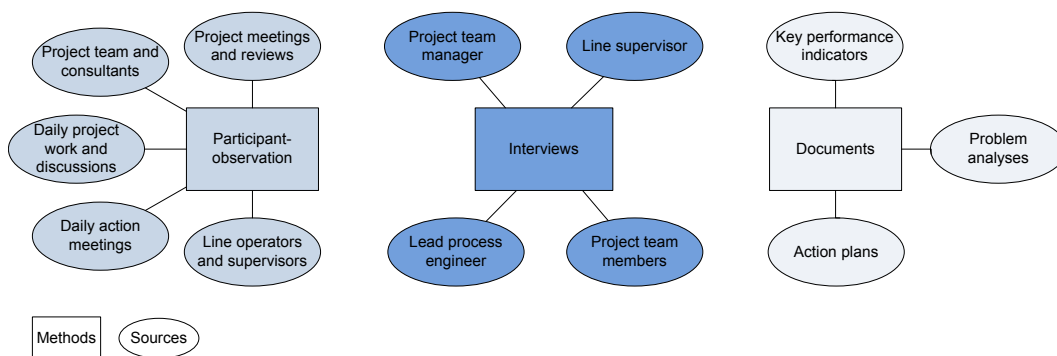 Project team and
consultants
Project meetings
and reviews
Daily project
work and
discussions
Participant-
observation
Daily action
meetings
Line operators
and supervisors
Project team
manager
Line supervisor
Interviews
Lead process
engineer
Project team
members
Key performance
indicators
Documents
Problem
analyses
Action plans
Methods
Sources